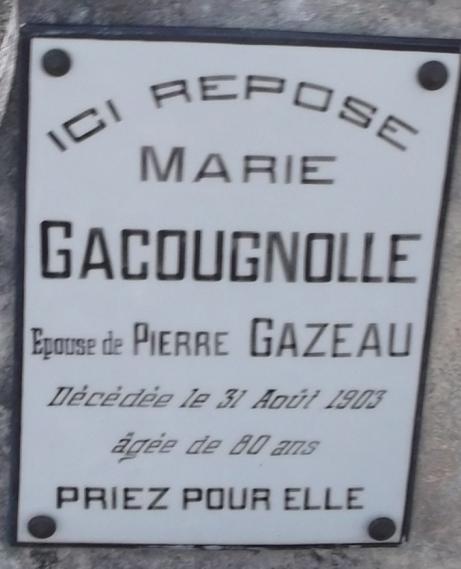 ICI REPOSE
MARIE
GACOUGNOLLE
Epouse de PIERRE GAZEAU
Décédée le 31 Août 1903
âgée de 80 ans
PRIEZ POUR ELLE